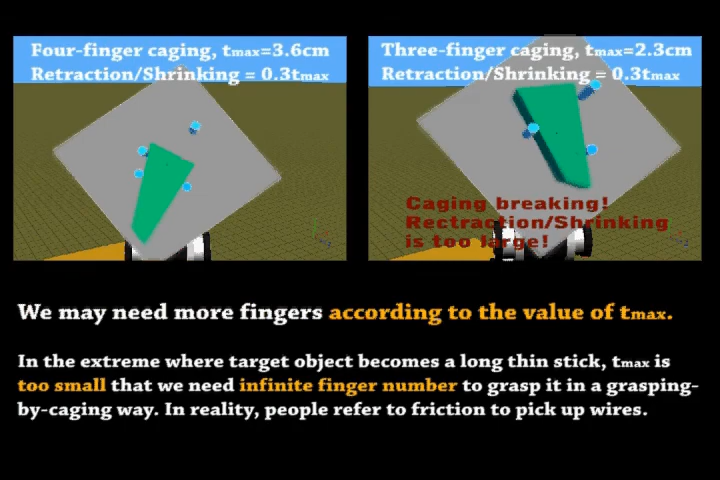 Four-finger caging, tmax=3.6cm
Retraction/Shrinking = 0.3tmax
Three-finger caging, tmax=2.3cm
Retraction/Shrinking = 0.3tmax
Caging breaking!
Rectraction/Shrinking
is too large!
We may need more fingers according to the value of tmax.
In the extreme where target object becomes a long thin stick, tmax is
too small that we need infinite finger number to grasp it in a grasping-
by-caging way. In reality, people refer to friction to pick up wires.